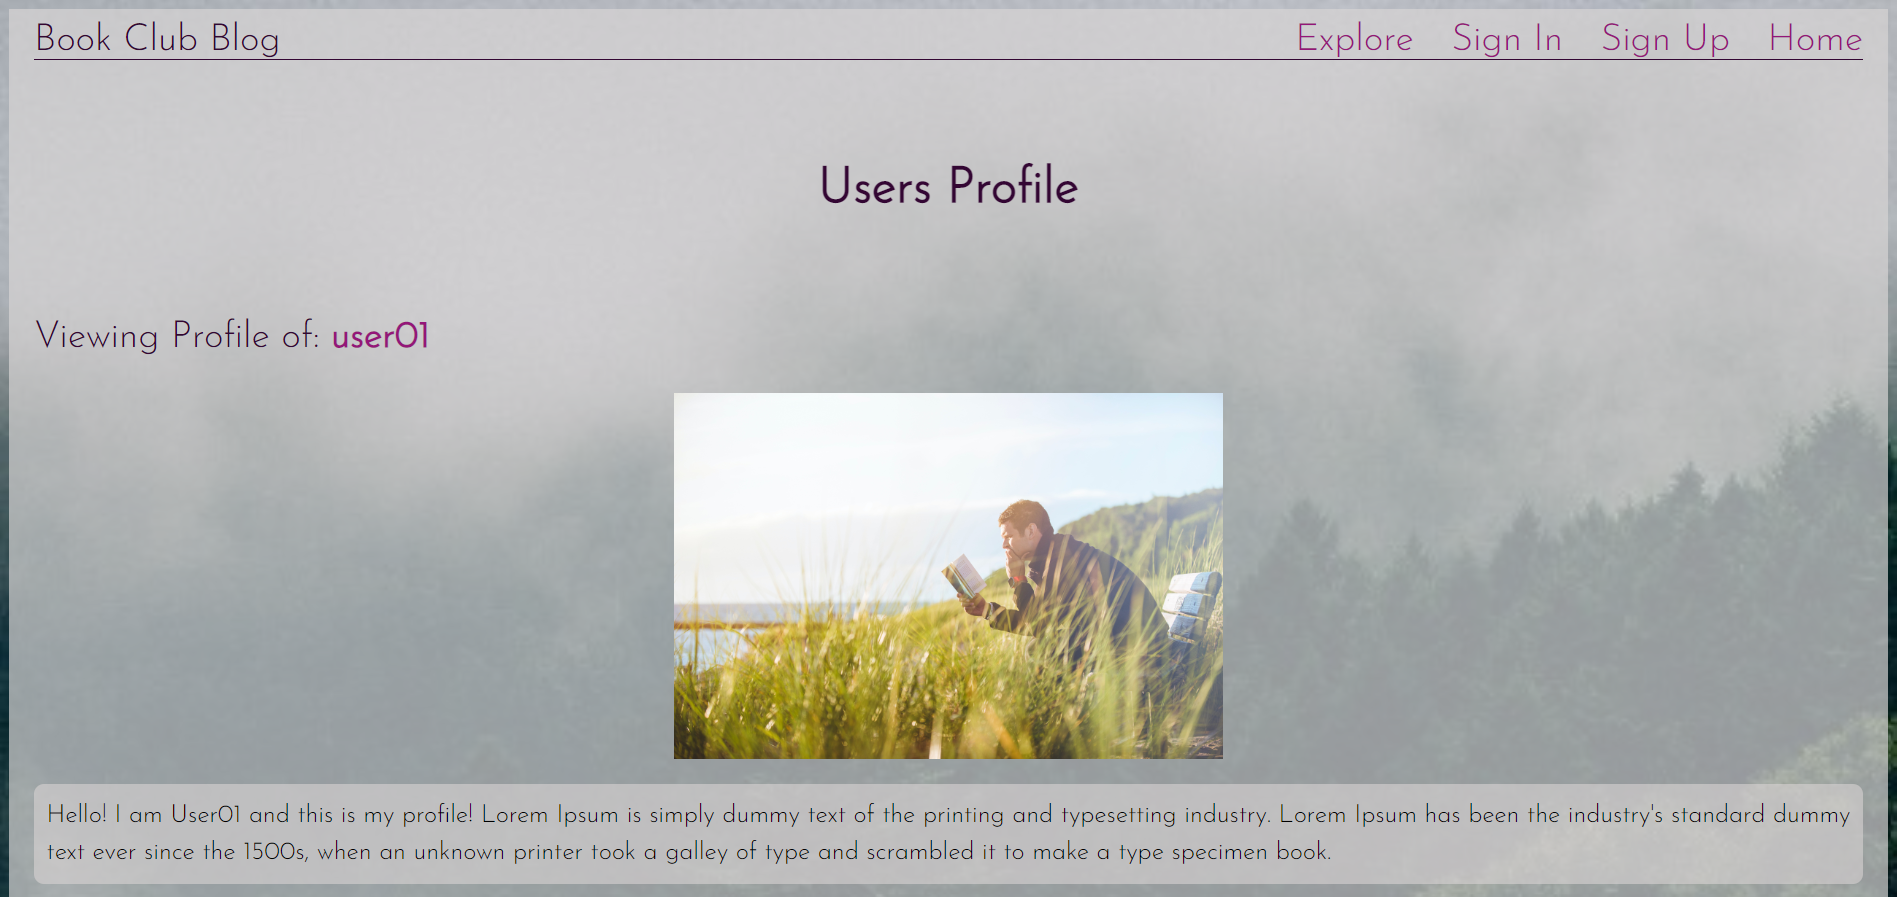 Book Club Blog
Explore Sign In Sign Up Home
Users Profile
Viewing Profile of: user01
Hello! I am User01 and this is my profile! Lorem Ipsum is simply dummy text of the printing and typesetting industry. Lorem Ipsum has been the industry's standard dummy
text ever since the 1500s, when an unknown printer took a galley of type and scrambled it to make a type specimen book.